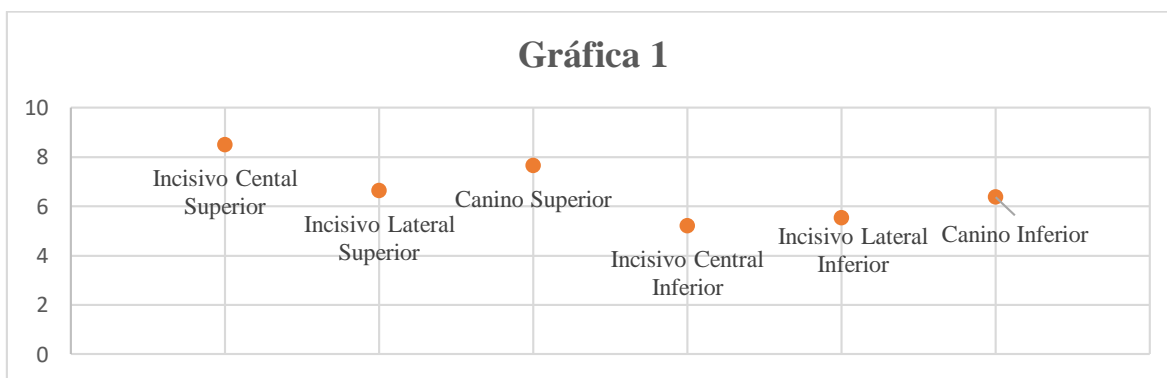 Gráfica 1
10
8
6
4
2
0
Incisivo Cental
Superior
Incisivo Lateral
Superior
Canino Superior
Incisivo Central
Inferior
Incisivo Lateral
Inferior
Canino Inferior